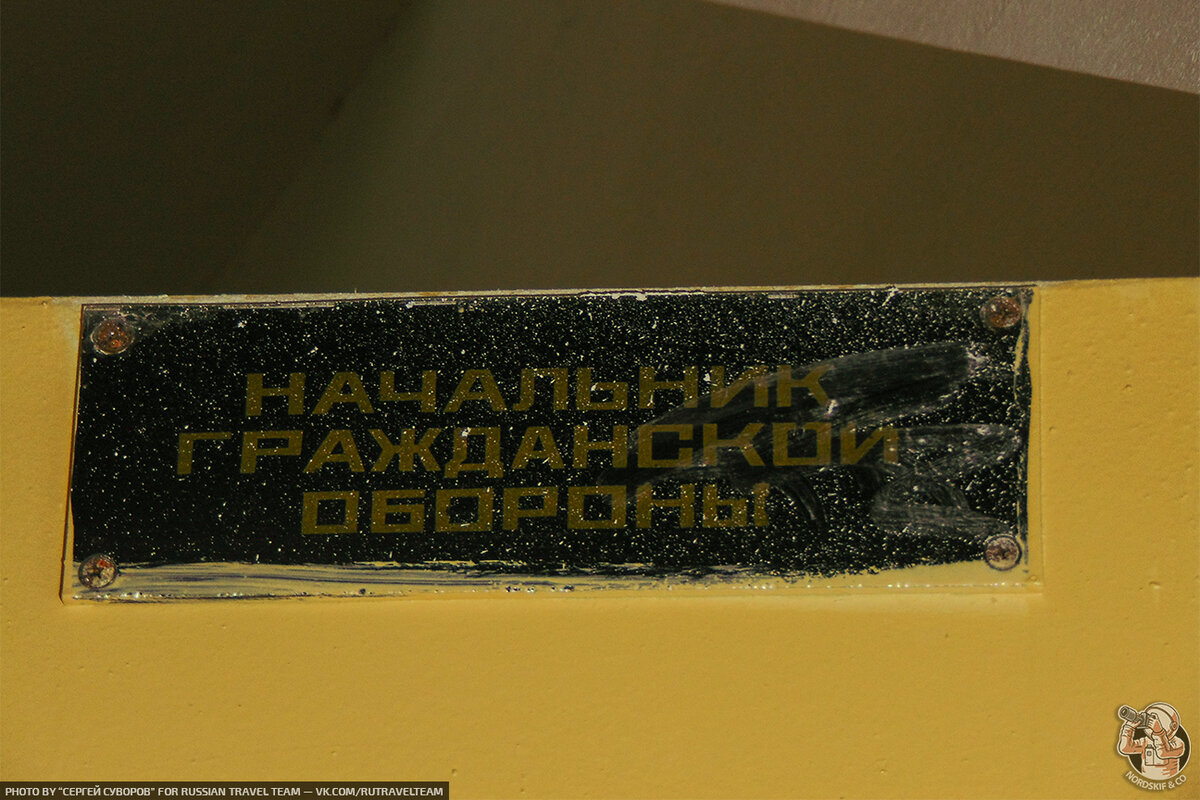 НАЧАЛЬНИК
ГРАЖДАНСКОЙ
ОБОРОНЫ
PHOTO BY "СЕРГЕЙ СУВОРОВ" FOR RUSSIAN TRAVEL TEAM — VK.COM/RUTRAVELTEAM
NORDSKIF & CO